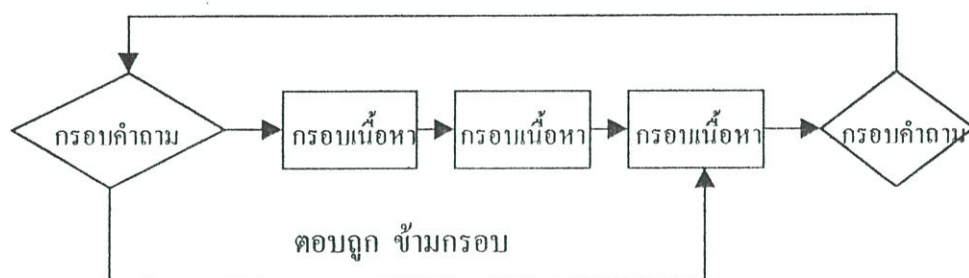 กรอบคำถาม
กรอบเนื้อหา
กรอบเนื้อหา
กรอบเนื้อหา
กรอบคำถาม
ตอบถูก ข้ามกรอบ